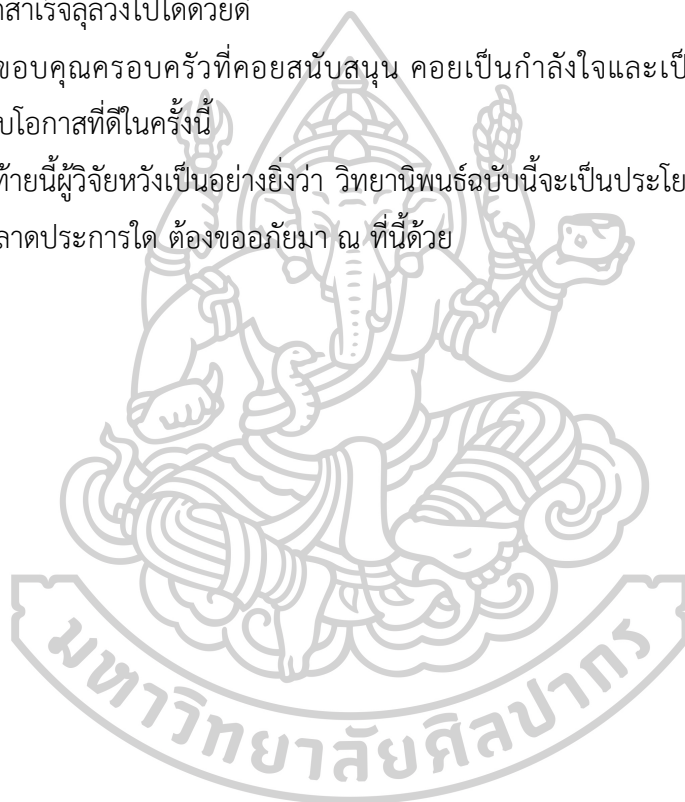 สำเร็จลุล่วงไปได้ด้วยดี
ขอบคุณครอบครัวที่คอยสนับสนุน คอยเป็นกำลังใจและเป็
บโอกาสที่ดีในครั้งนี้
ท้ายนี้ผู้วิจัยหวังเป็นอย่างยิ่งว่า วิทยานิพนธ์ฉบับนี้จะเป็นประโย
ลาดประการใด ต้องขออภัยมา ณ ที่นี้ด้วย
มหาวิทยาลัยศิลปากร